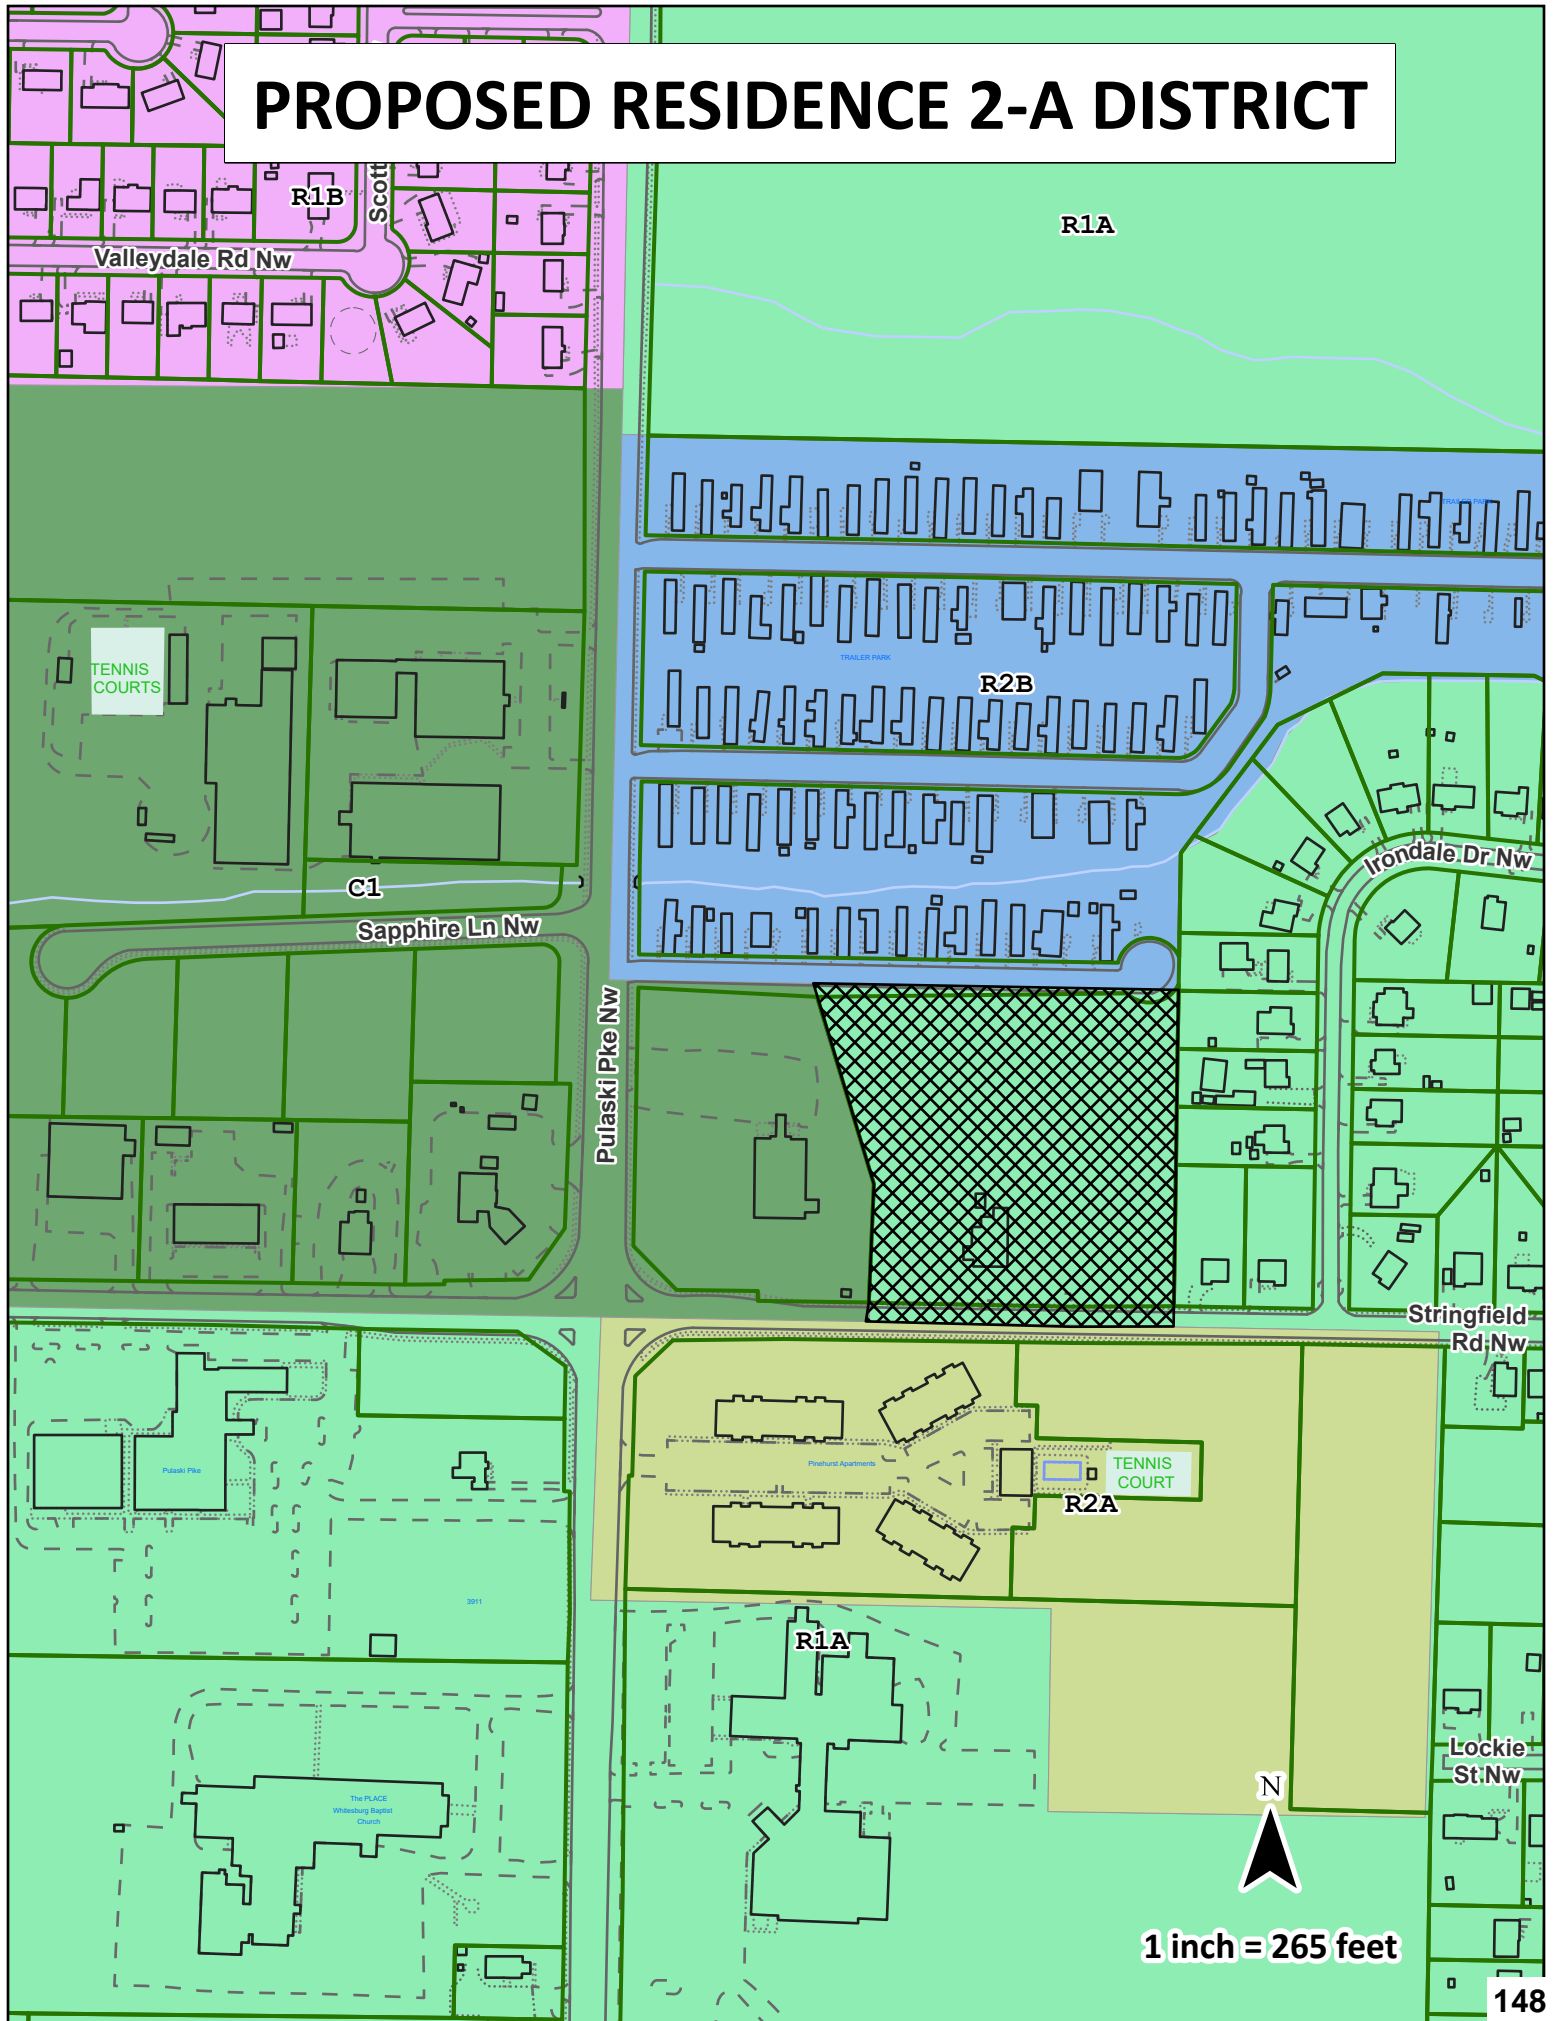 PROPOSED RESIDENCE 2-A DISTRICT
R1B
Scott
R1A
Valleydale Rd Nw
TRAILER PARK
TENNIS
COURTS
TRAILER PARK
R2B
Irondale Dr Nw
C1
Sapphire Ln Nw
Pulaski Pke Nw
Stringfield
Rd Nw
Pulaski Pike
Pinehurst Apartments
TENNIS
COURT
R2A
3911
R1A
Lockie
St Nw
The PLACE
Whitesburg Baptist
Church
N
1 inch = 265 feet
148